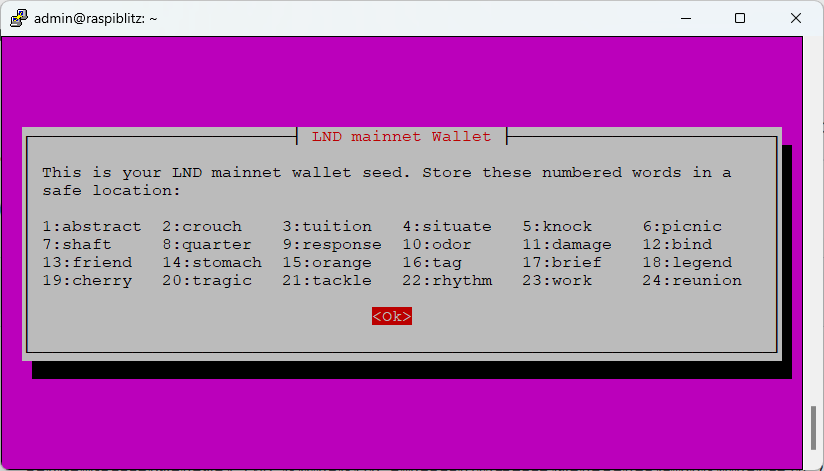 admin@raspiblitz: ~
LND mainnet Wallet
This is your LND mainnet wallet seed. Store these numbered words in a
safe location:
1:abstract 2:crouch 3:tuition 4:situate 5:knock 6:picnic
7:shaft 8:quarter 9:response 10:odor 11:damage 12:bind
13:friend 14:stomach 15:orange 16:tag 17:brief 18:legend
19:cherry 20:tragic 21:tackle 22:rhythm 23:work 24:reunion
<Ok>